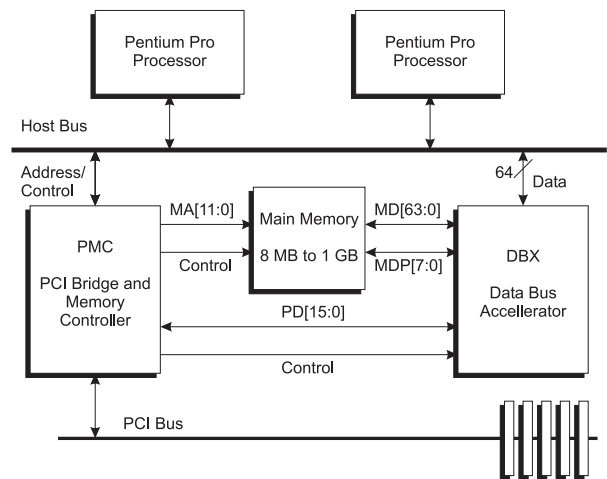 Pentium Pro
Processor
Pentium Pro
Processor
Host Bus
Address/
Control
64
Data
MA[11:0]
Main Memory
8 MB to 1 GB
MD[63:0]
PMC
PCI Bridge and
Memory
Controller
Control
MDP[7:0]
DBX
Data Bus
Accellerator
PD[15:0]
Control
PCI Bus